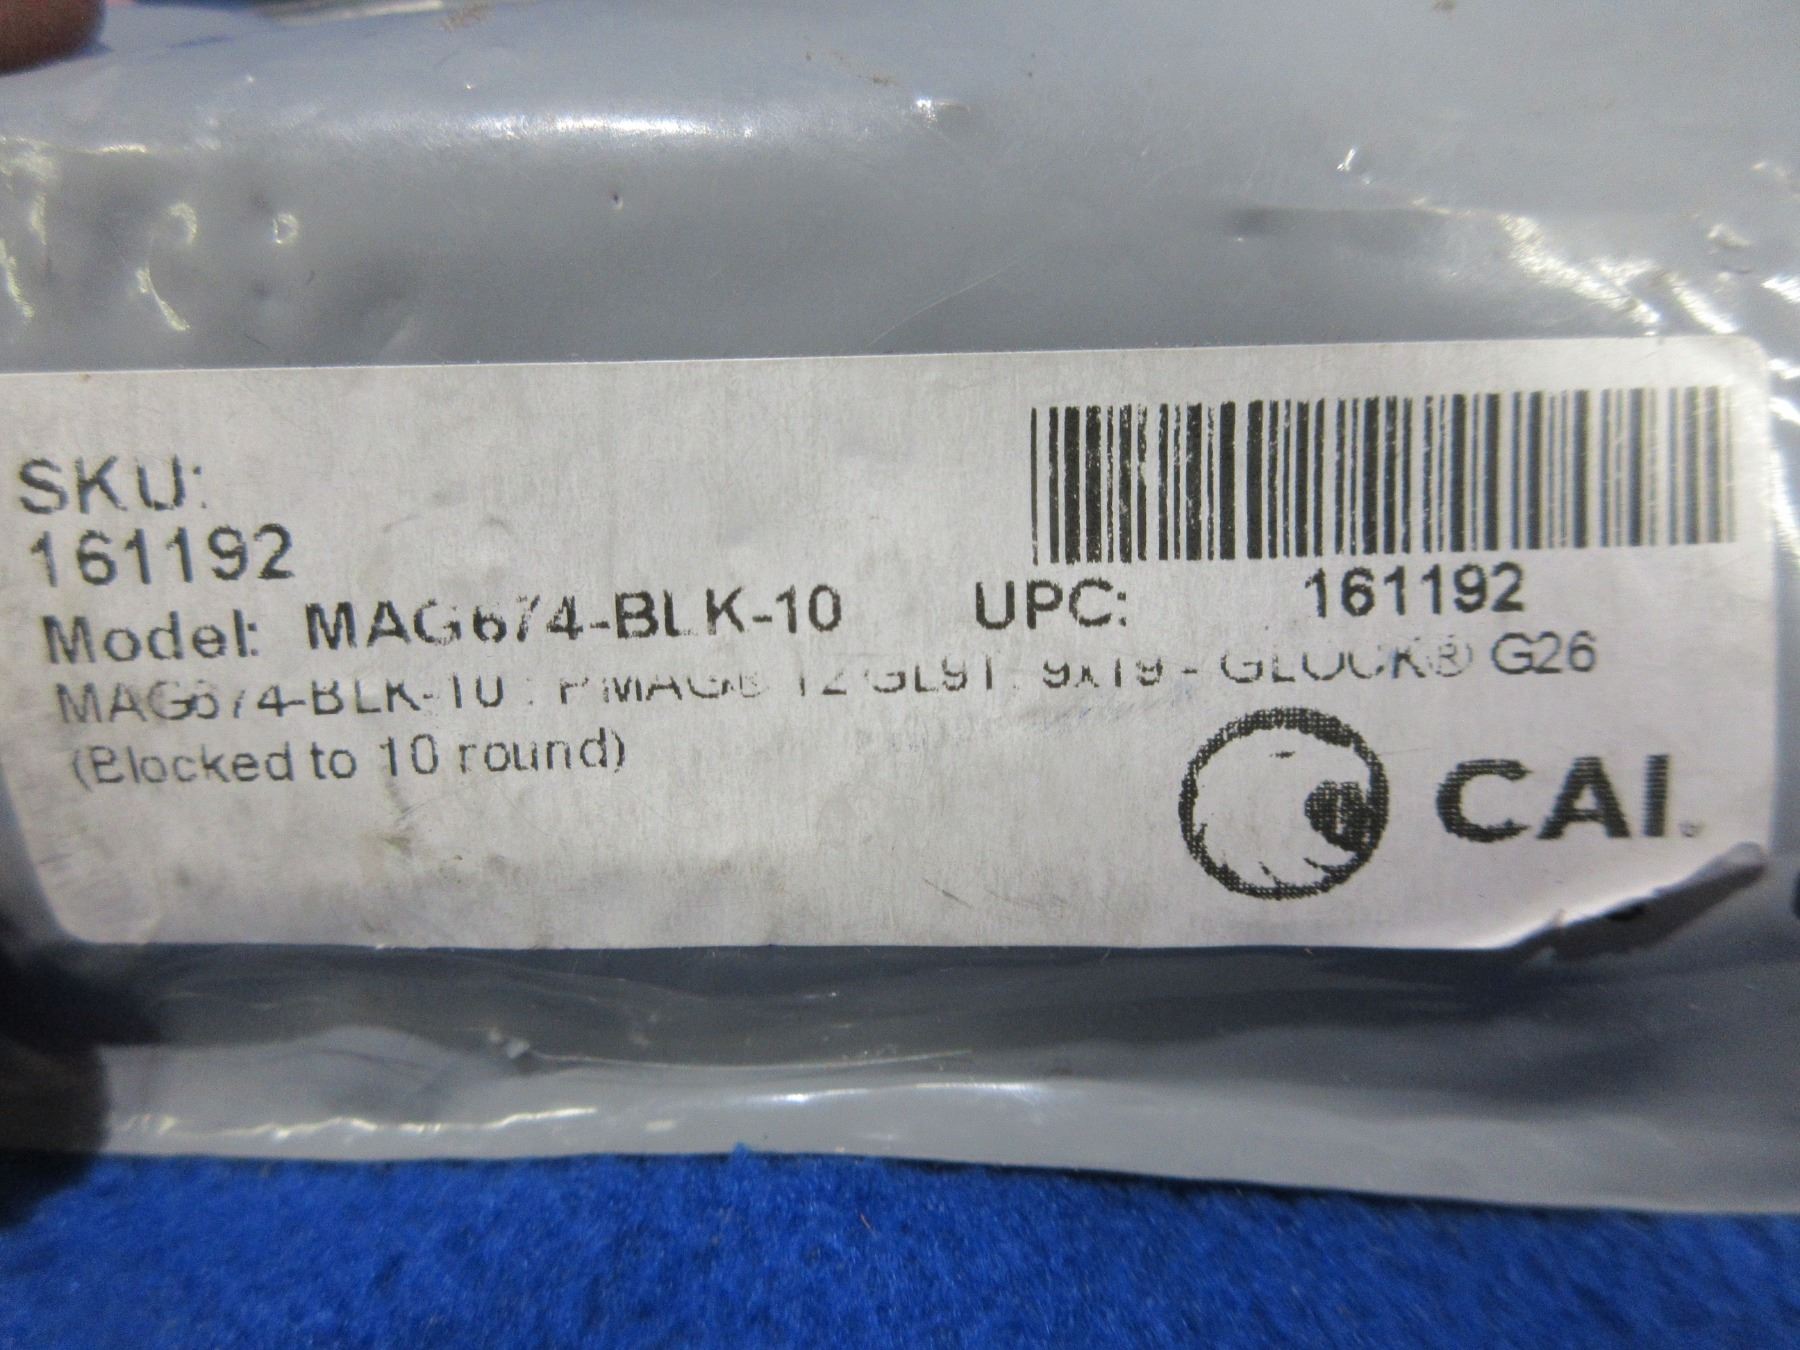 SKU:
161192
Model: MAG674-BLK-10 UPC: 161192
MAG674-BLK-10 : PMAG® 12 GL9T, 9x19 - GLOCK® G26
(Blocked to 10 round)
CAI